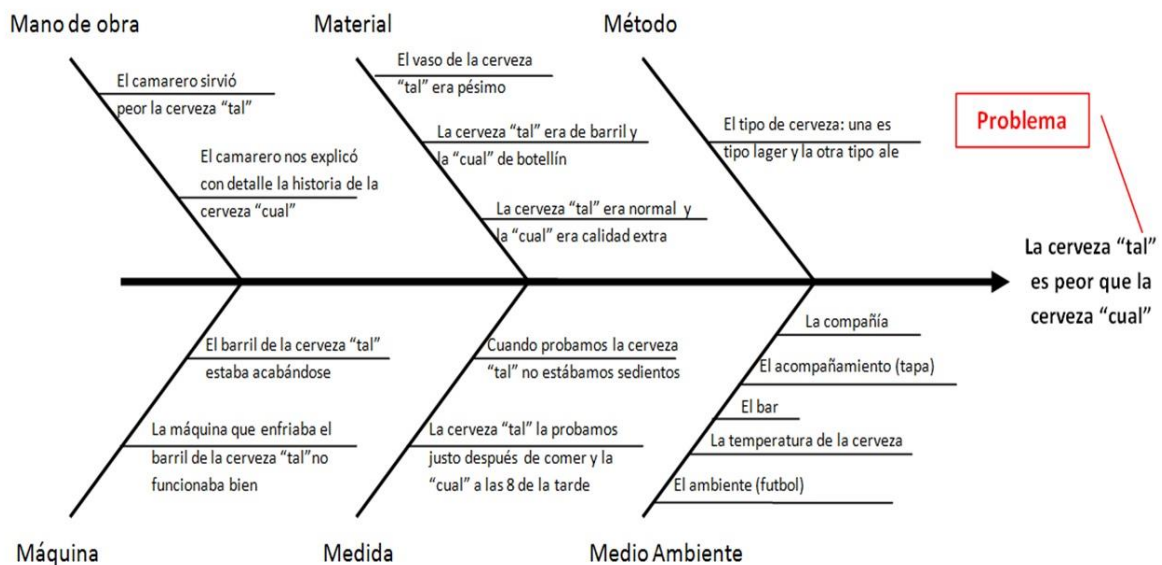 Mano de obra
Material
Método
El camarero sirvió
peor la cerveza “tal”
El camarero nos explicó
con detalle la historia de la
cerveza “cual”
El vaso de la cerveza
“tal” era pésimo
La cerveza “tal” era de barril y
la “cual” de botellín
La cerveza “tal” era normal y
la “cual” era calidad extra
El tipo de cerveza: una es
tipo lager y la otra tipo ale
Problema
La cerveza “tal”
es peor que la
cerveza “cual”
El barril de la cerveza “tal”
estaba acabándose
La máquina que enfriaba el
barril de la cerveza “tal”no
funcionaba bien
Cuando probamos la cerveza
“tal” no estábamos sedientos
La cerveza “tal” la probamos
justo después de comer y la
“cual” a las 8 de la tarde
La compañía
El acompañamiento (tapa)
El bar
La temperatura de la cerveza
El ambiente (futbol)
Máquina
Medida
Medio Ambiente